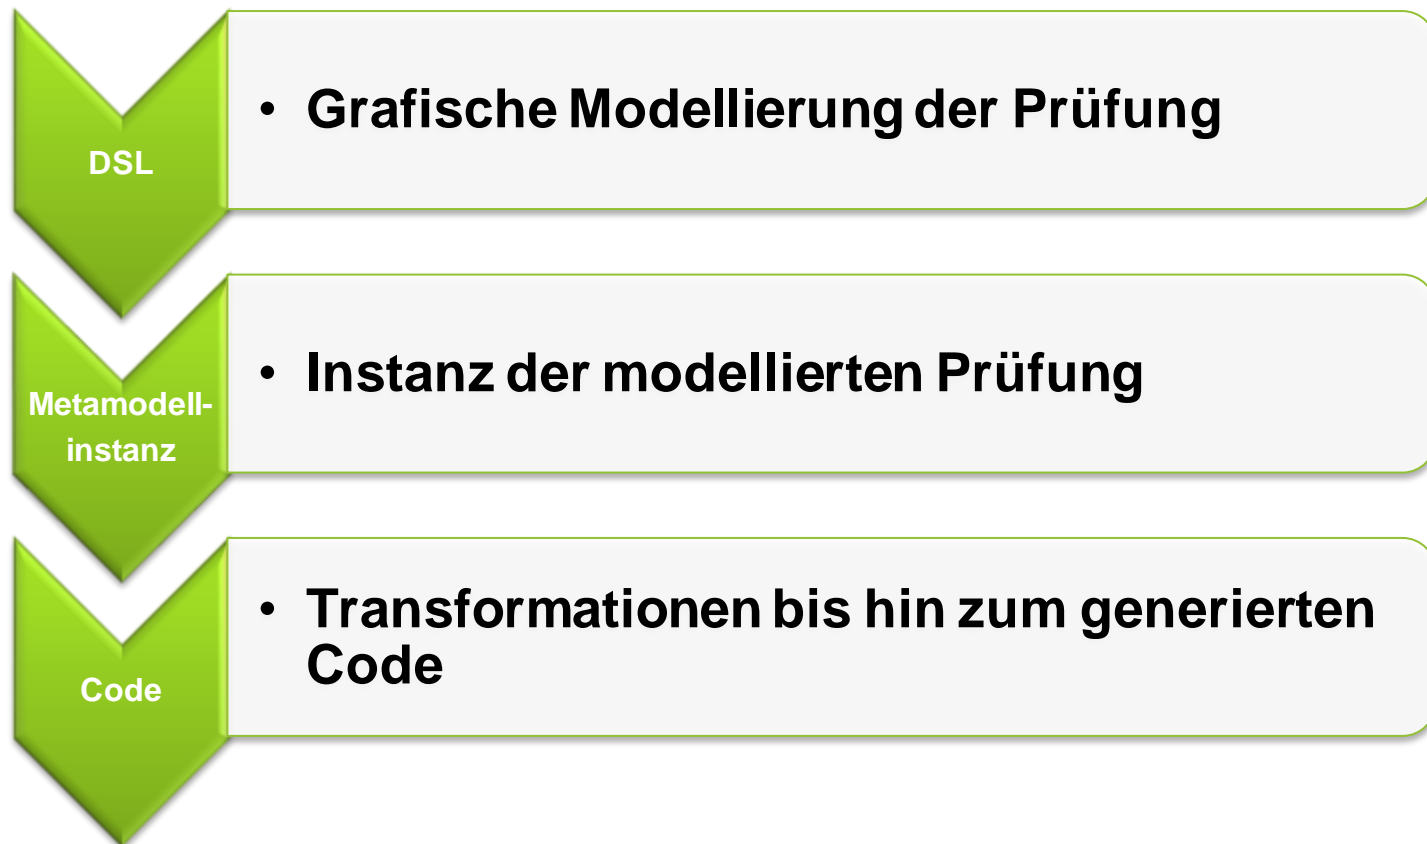 DSL
• Grafische Modellierung der Prüfung
Metamodell-
instanz
• Instanz der modellierten Prüfung
Code
• Transformationen bis hin zum generierten
Code